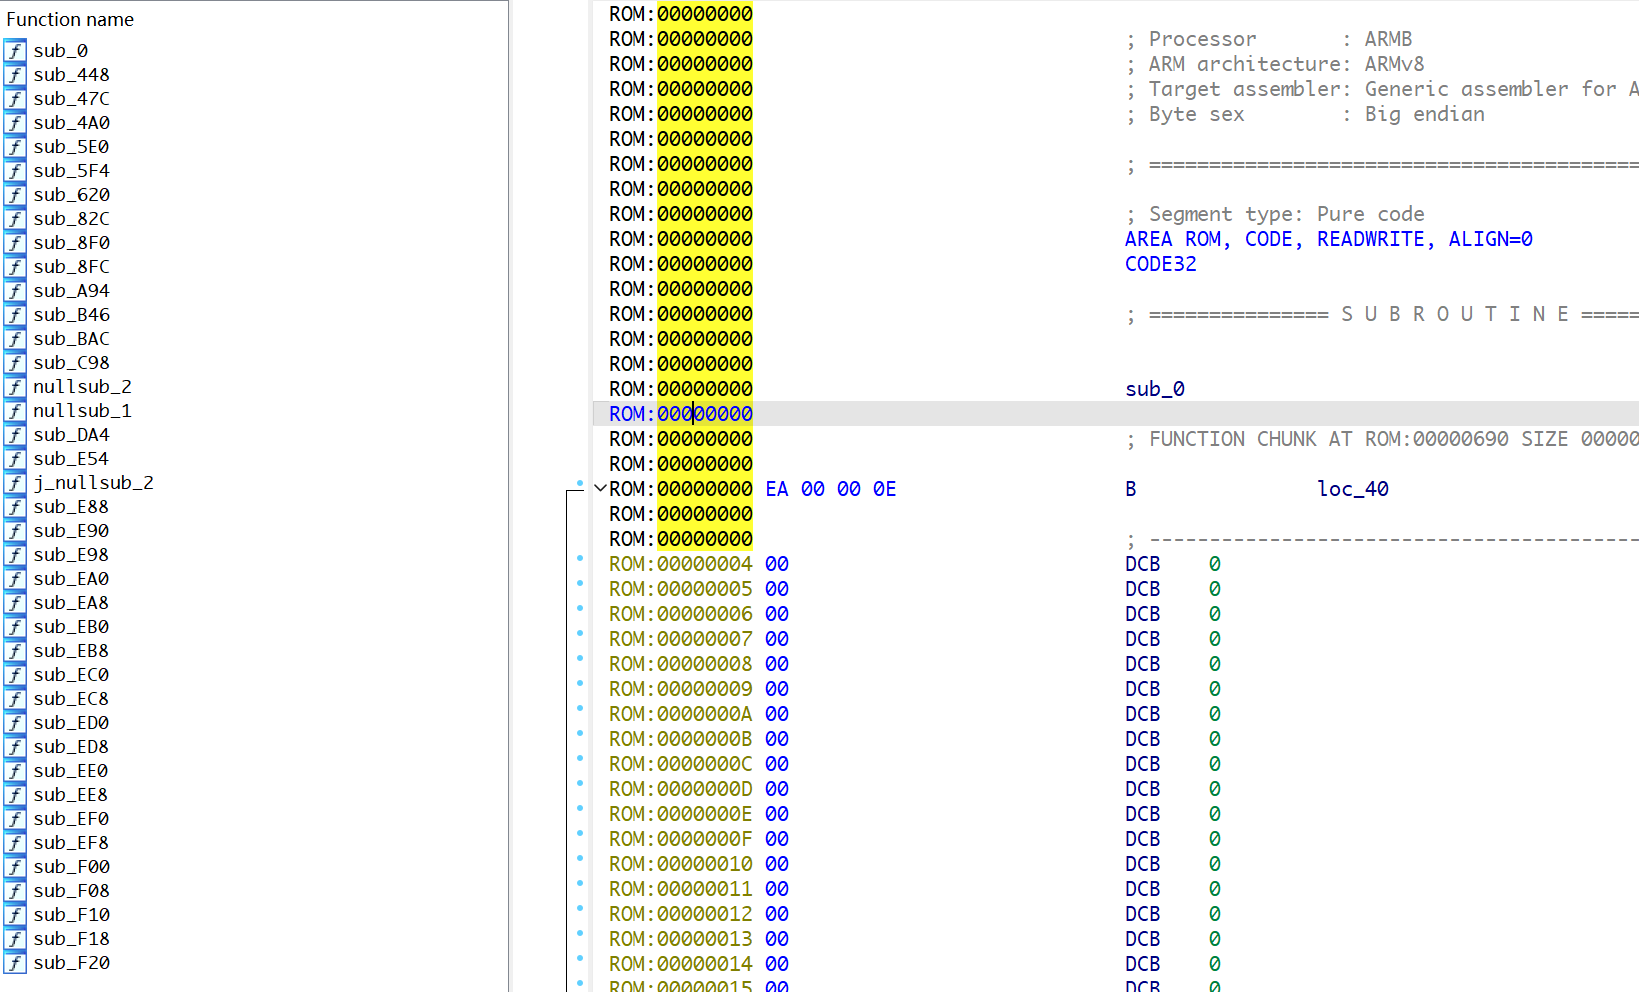 Function name
sub_0
sub_448
sub_47C
sub_4A0
sub_5E0
sub_5F4
sub_620
sub_82C
sub_8F0
sub_8FC
sub_A94
sub_B46
sub_BAC
sub_C98
nullsub_2
nullsub_1
sub_DA4
sub_E54
j_nullsub_2
sub_E88
sub_E90
sub_E98
sub_EA0
sub_EA8
sub_EB0
sub_EB8
sub_EC0
sub_EC8
sub_ED0
sub_ED8
sub_EE0
sub_EE8
sub_EF0
sub_EF8
sub_F00
sub_F08
sub_F10
sub_F18
sub_F20
ROM:00000000
ROM:00000000 ; Processor : ARMB
ROM:00000000 ; ARM architecture: ARMv8
ROM:00000000 ; Target assembler: Generic assembler for A
ROM:00000000 ; Byte sex : Big endian
ROM:00000000
ROM:00000000 ; =========================================
ROM:00000000
ROM:00000000 ; Segment type: Pure code
ROM:00000000 AREA ROM, CODE, READWRITE, ALIGN=0
ROM:00000000 CODE32
ROM:00000000
ROM:00000000 ; =============== S U B R O U T I N E =====
ROM:00000000
ROM:00000000
ROM:00000000 sub_0
ROM:00000000
ROM:00000000 ; FUNCTION CHUNK AT ROM:00000690 SIZE 00000
ROM:00000000
ROM:00000000 EA 00 00 0E B loc_40
ROM:00000000
ROM:00000000 ; -----------------------------------------
ROM:00000004 00 DCB 0
ROM:00000005 00 DCB 0
ROM:00000006 00 DCB 0
ROM:00000007 00 DCB 0
ROM:00000008 00 DCB 0
ROM:00000009 00 DCB 0
ROM:0000000A 00 DCB 0
ROM:0000000B 00 DCB 0
ROM:0000000C 00 DCB 0
ROM:0000000D 00 DCB 0
ROM:0000000E 00 DCB 0
ROM:0000000F 00 DCB 0
ROM:00000010 00 DCB 0
ROM:00000011 00 DCB 0
ROM:00000012 00 DCB 0
ROM:00000013 00 DCB 0
ROM:00000014 00 DCB 0
ROM:00000015 00 DCB 0